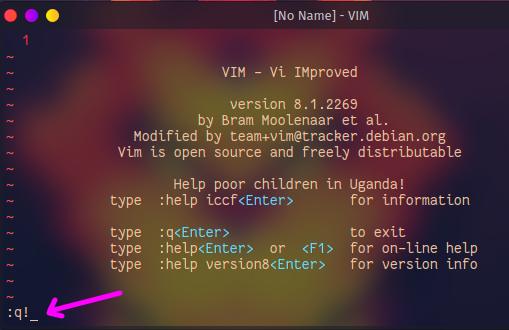 [No Name] - VIM
1
~
~ VIM – Vi IMproved
~
~ version 8.1.2269
~ by Bram Moolenaar et al.
~ Modified by team+vim@tracker.debian.org
~ Vim is open source and freely distributable
~
~ Help poor children in Uganda!
~ type :help iccf<Enter> for information
~
~ type :q<Enter> to exit
~ type :help<Enter> or <F1> for on-line help
~ type :help version8<Enter> for version info
~
~
:q!_